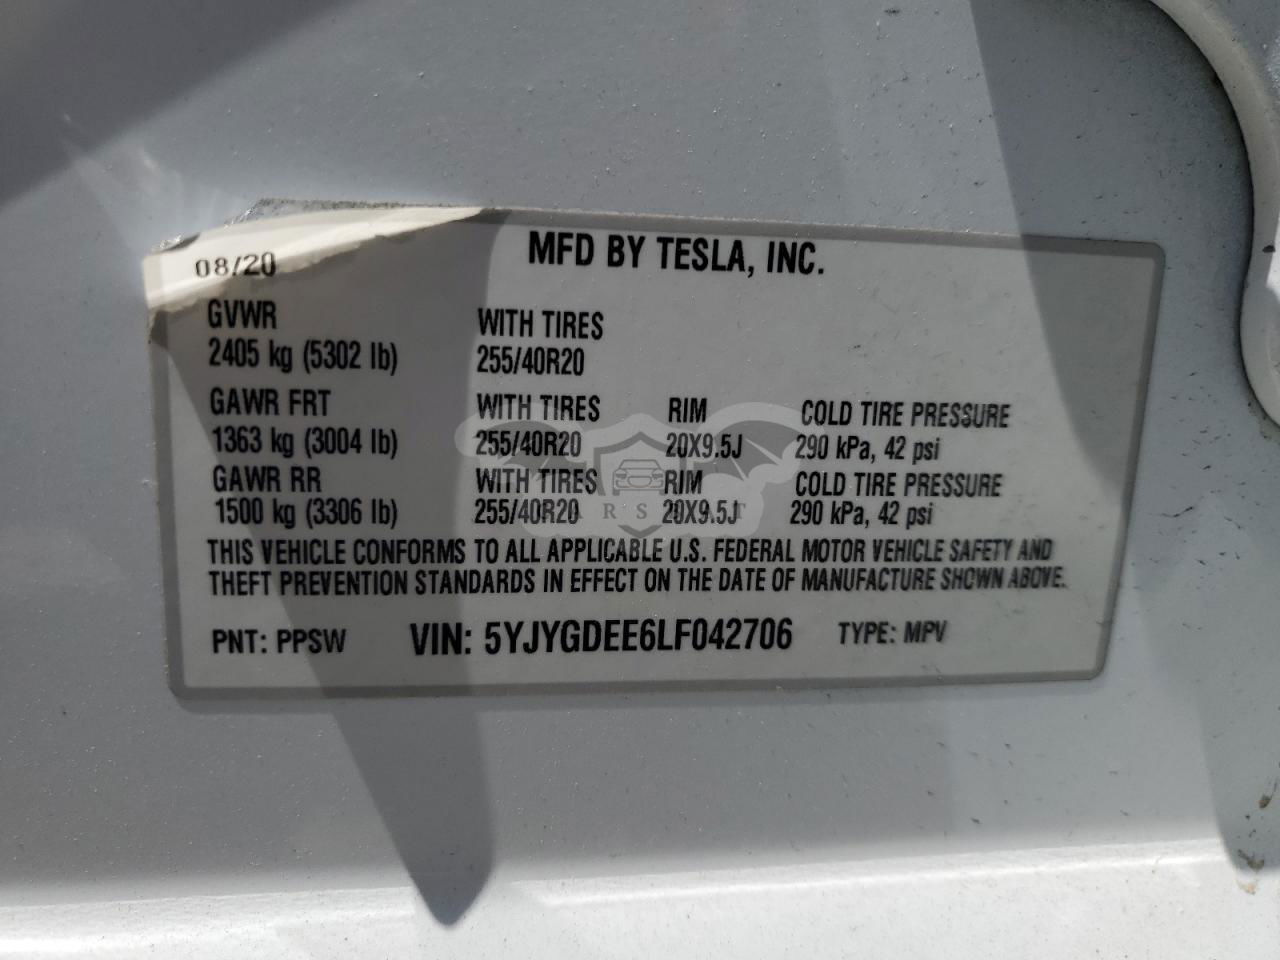 08/20 MFD BY TESLA, INC.
GVWR WITH TIRES
2405 kg (5302 lb) 255/40R20
GAWR FRT WITH TIRES RIM COLD TIRE PRESSURE
1363 kg (3004 lb) 255/40R20 20X9.5J 290 kPa, 42 psi
GAWR RR WITH TIRES RIM COLD TIRE PRESSURE
1500 kg (3306 lb) 255/40R20 20X9.5J 290 kPa, 42 psi
THIS VEHICLE CONFORMS TO ALL APPLICABLE U.S. FEDERAL MOTOR VEHICLE SAFETY AND
THEFT PREVENTION STANDARDS IN EFFECT ON THE DATE OF MANUFACTURE SHOWN ABOVE.
PNT: PPSW VIN: 5YJYGDEE6LF042706 TYPE: MPV